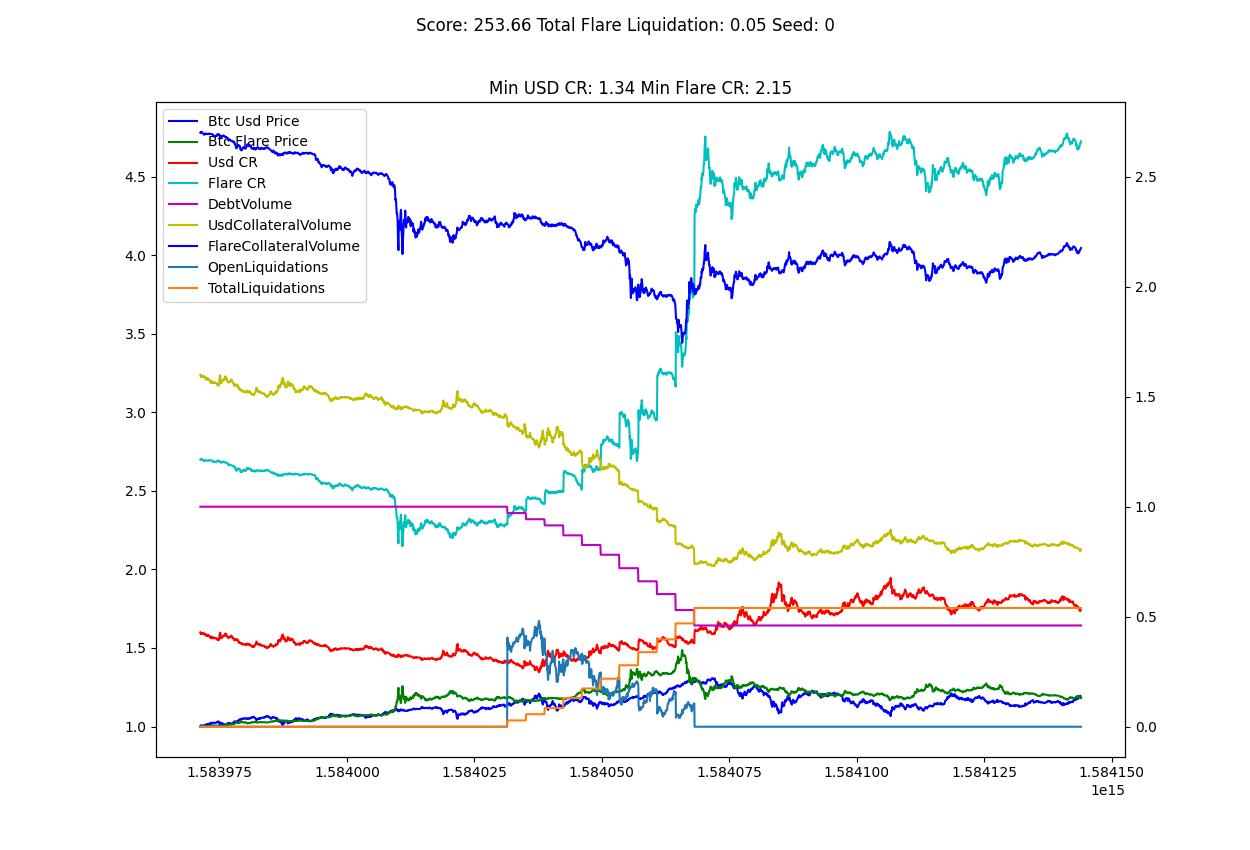 Score: 253.66 Total Flare Liquidation: 0.05 Seed: 0
Min USD CR: 1.34 Min Flare CR: 2.15
Btc Usd Price
Btc Flare Price
Usd CR
Flare CR
DebtVolume
UsdCollateralVolume
FlareCollateralVolume
OpenLiquidations
TotalLiquidations
4.5
4.0
3.5
3.0
2.5
2.0
1.5
1.0
2.5
2.0
1.5
1.0
0.5
0.0
1.583975
1.584000
1.584025
1.584050
1.584075
1.584100
1.584125
1.584150
1e15